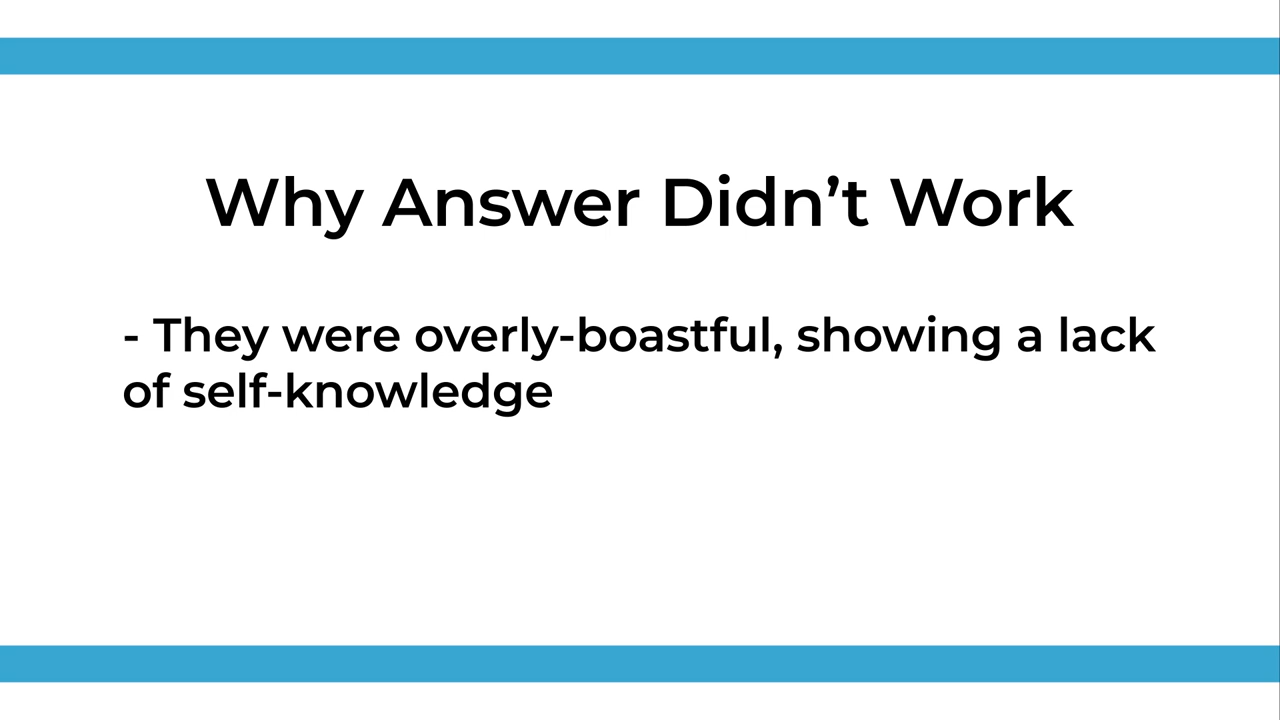 Why Answer Didn’t Work
- They were overly-boastful, showing a lack
of self-knowledge